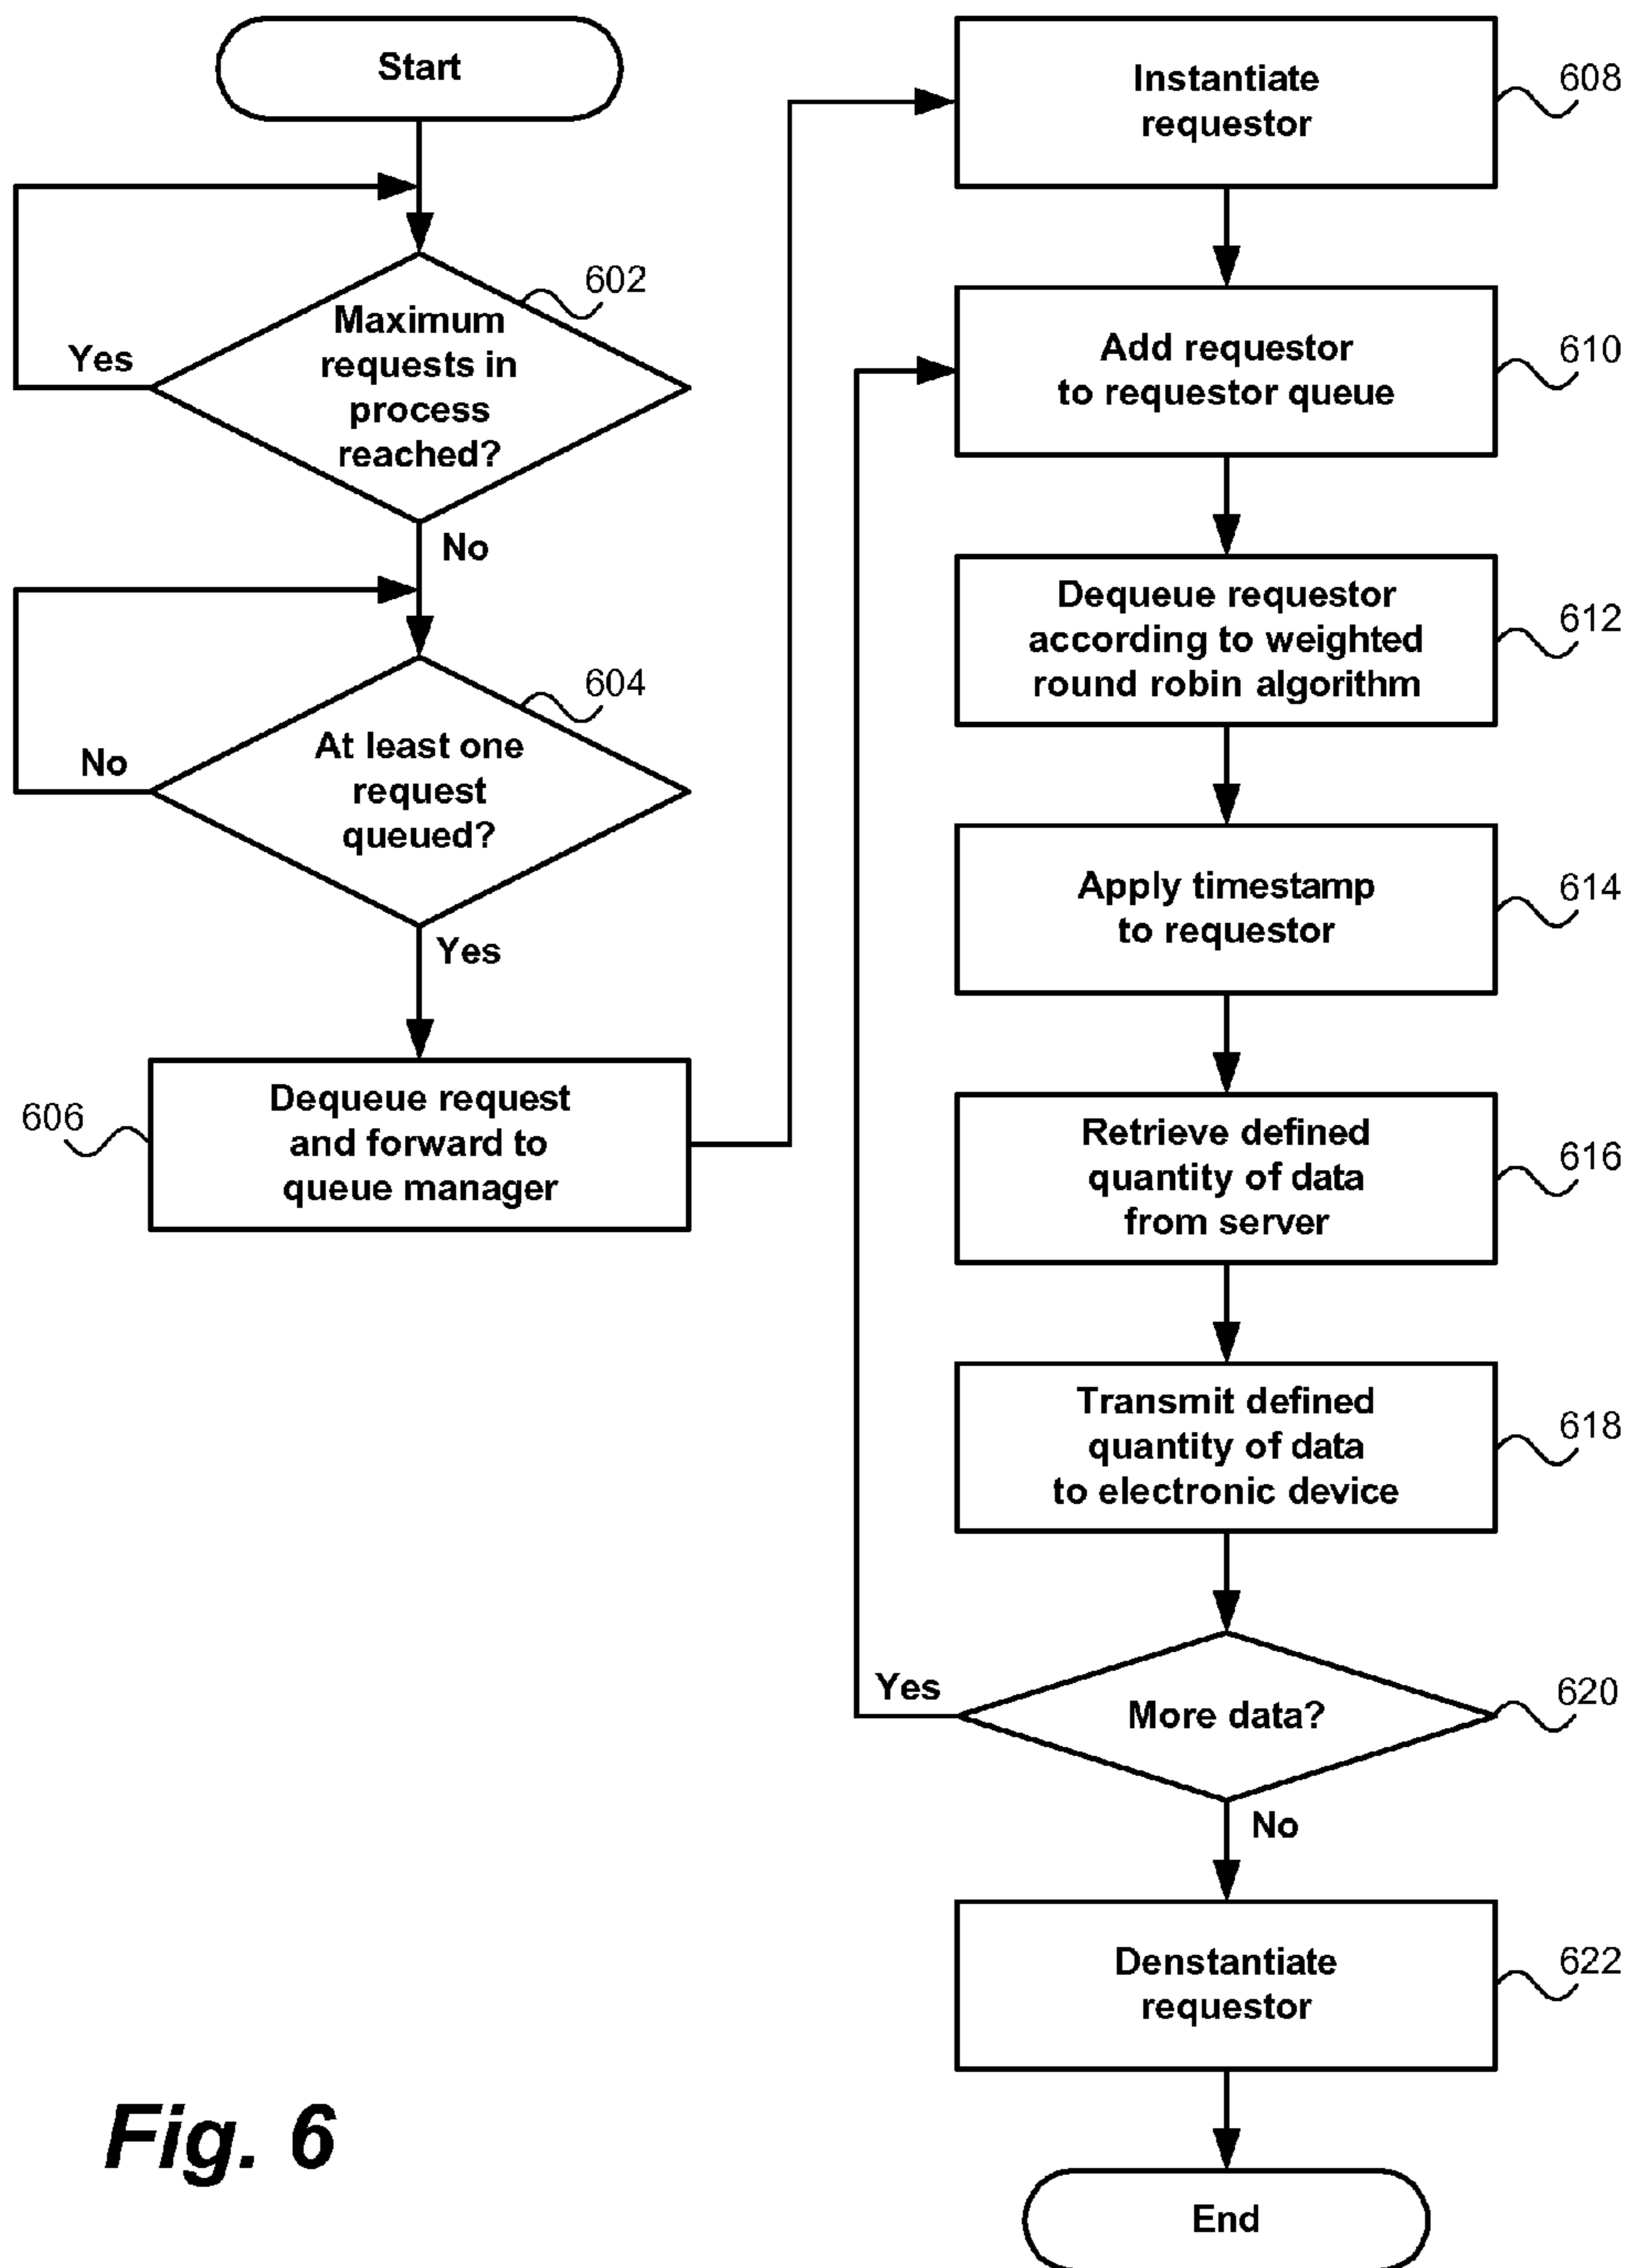 Start
602
Maximum
requests in
process
reached?
Yes
No
604
At least one
request
queued?
No
Yes
606
Dequeue request
and forward to
queue manager
Instantiate
requestor
608
Add requestor
to requestor queue
610
Dequeue requestor
according to weighted
round robin algorithm
612
Apply timestamp
to requestor
614
Retrieve defined
quantity of data
from server
616
Transmit defined
quantity of data
to electronic device
618
Yes
More data?
620
No
Denstantiate
requestor
622
End
Fig. 6